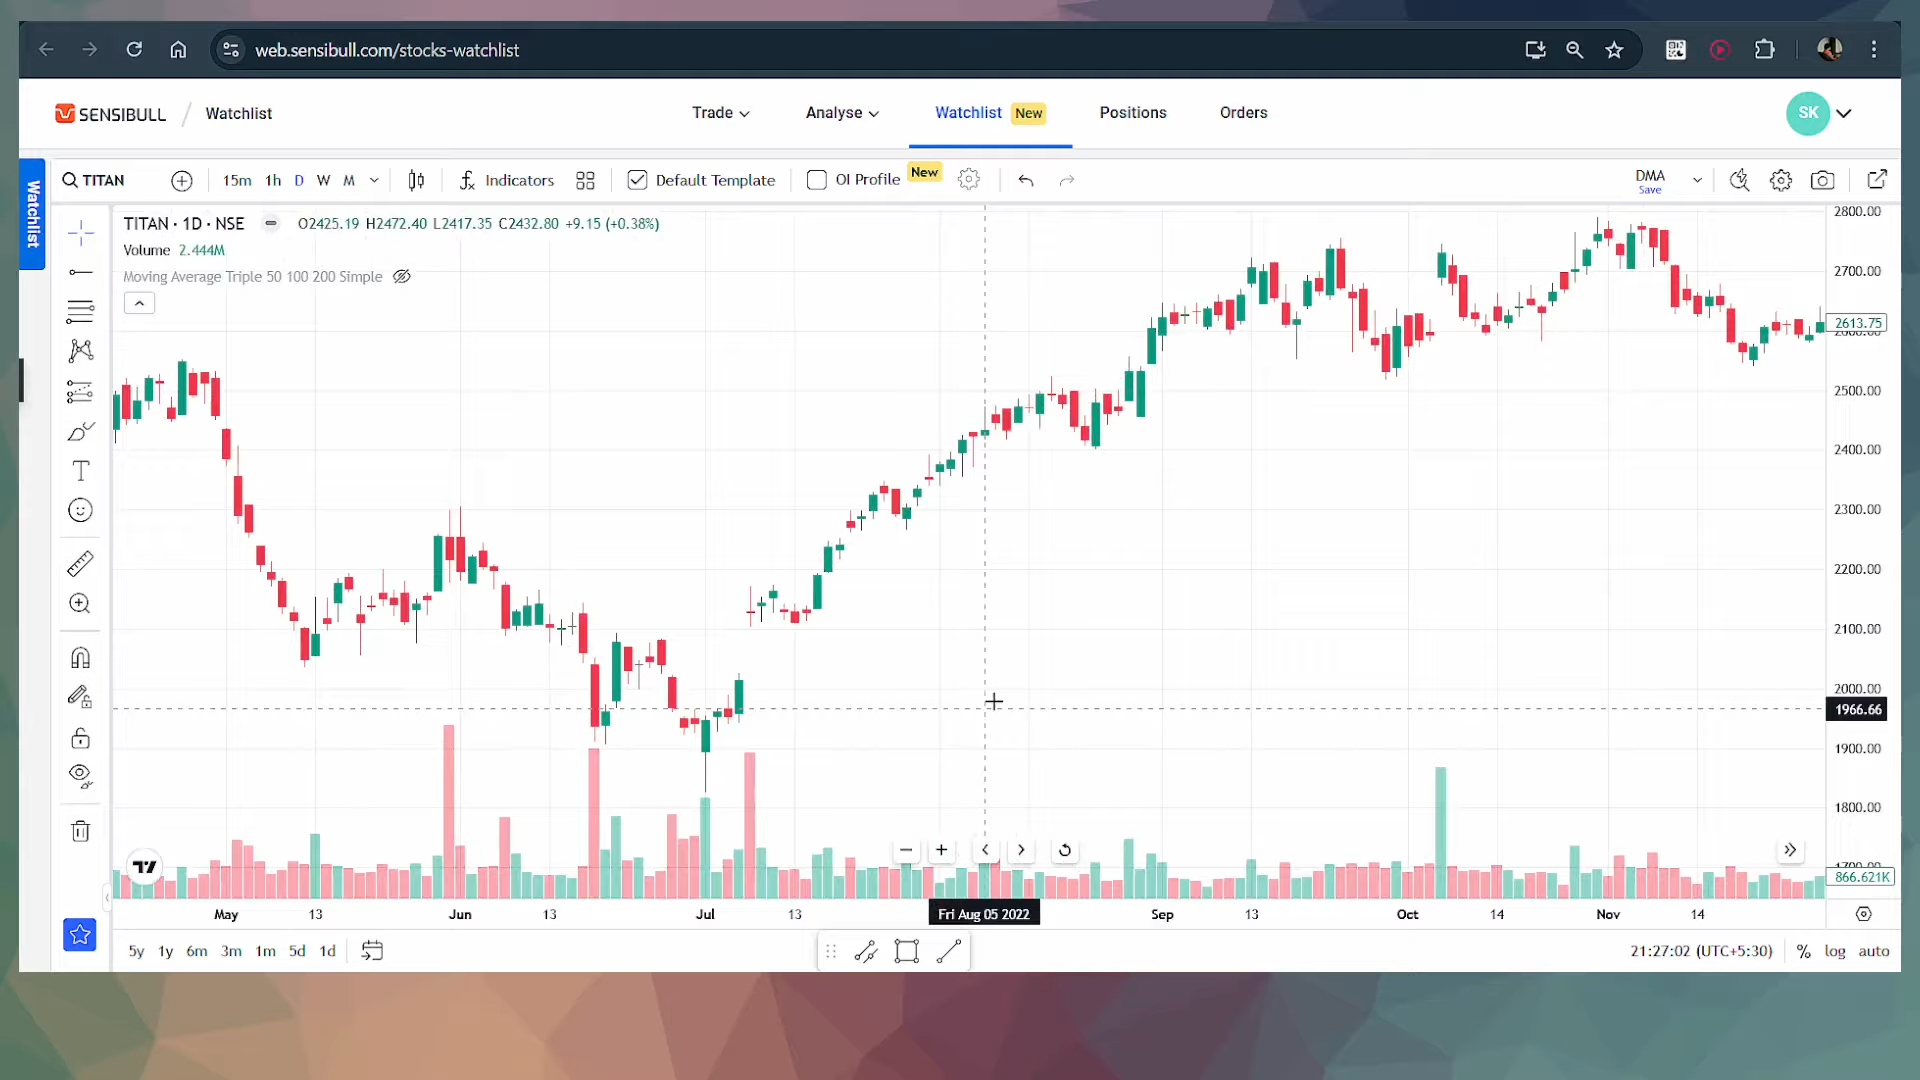 web.sensibull.com/stocks-watchlist
SENSIBULL / Watchlist
Trade
Analyse
Watchlist New
Positions
Orders
SK
Watchlist
TITAN
15m 1h D W M
Indicators
Default Template
OI Profile New
DMA
Save
TITAN · 1D · NSE O2425.19 H2472.40 L2417.35 C2432.80 +9.15 (+0.38%)
Volume 2.444M
Moving Average Triple 50 100 200 Simple
2800.00
2700.00
2613.75
2500.00
2400.00
2300.00
2200.00
2100.00
2000.00
1966.66
1900.00
1800.00
866.621K
May 13 Jun 13 Jul 13 Fri Aug 05 2022 Sep 13 Oct 14 Nov 14
5y 1y 6m 3m 1m 5d 1d
21:27:02 (UTC+5:30) % log auto